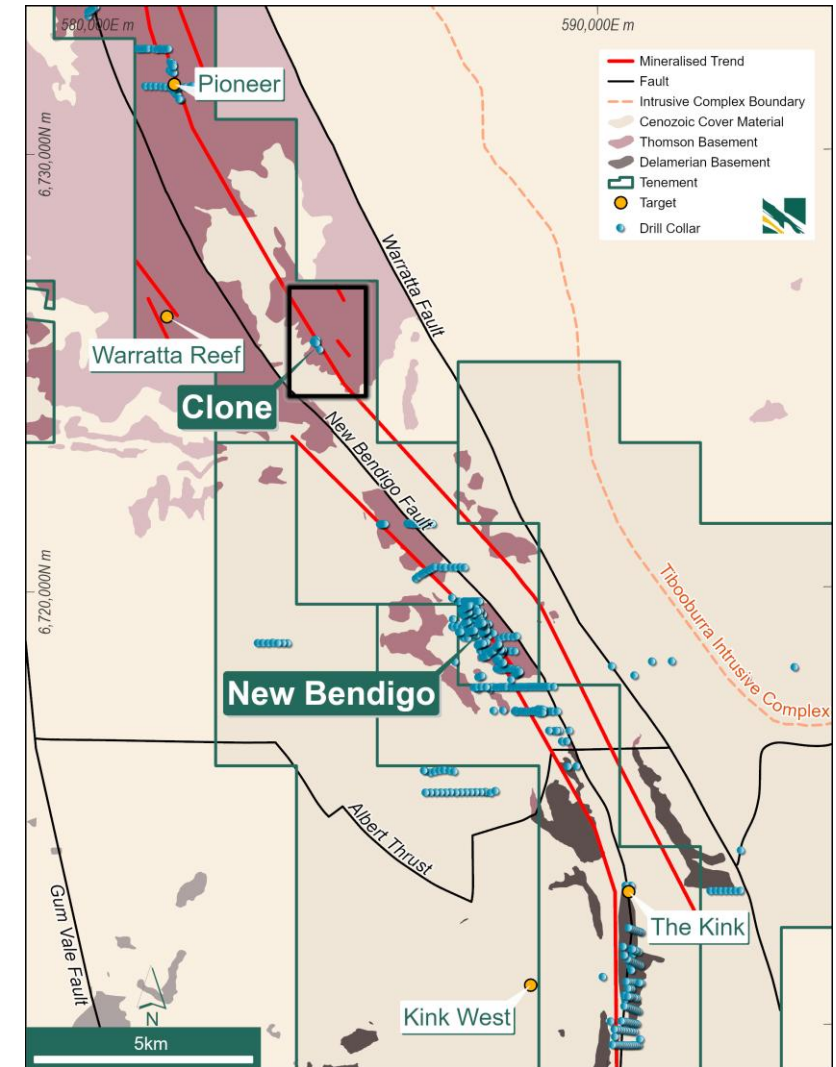 580,000E m
590,000E m
Mineralised Trend
Fault
Intrusive Complex Boundary
Cenozoic Cover Material
Thomson Basement
Delamerian Basement
Tenement
Target
Drill Collar
Pioneer
6,730,000N m
Warratta Fault
Warratta Reef
Clone
New Bendigo Fault
6,720,000N m
Tibooburra Intrusive Complex
New Bendigo
Albert Thrust
Gum Vale Fault
The Kink
Kink West
N
5km